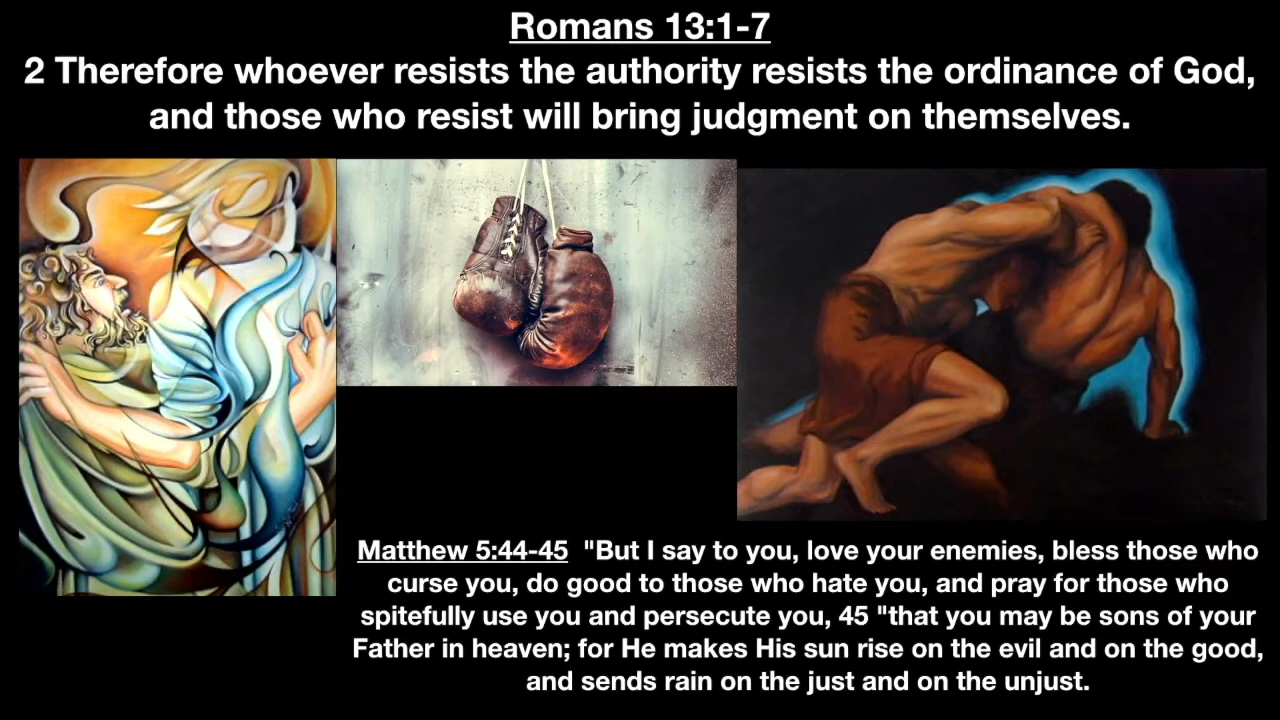 Romans 13:1-7
2 Therefore whoever resists the authority resists the ordinance of God,
and those who resist will bring judgment on themselves.
Matthew 5:44-45 "But I say to you, love your enemies, bless those who
curse you, do good to those who hate you, and pray for those who
spitefully use you and persecute you, 45 "that you may be sons of your
Father in heaven; for He makes His sun rise on the evil and on the good,
and sends rain on the just and on the unjust.